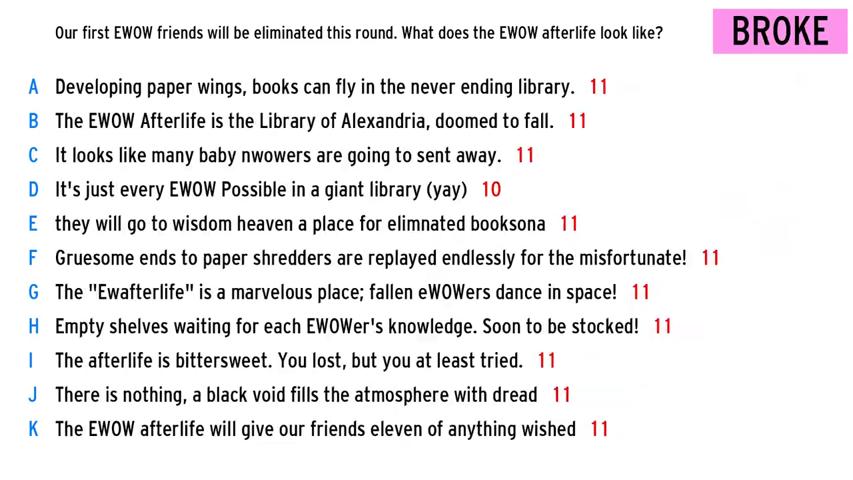 Our first EWOW friends will be eliminated this round. What does the EWOW afterlife look like?
BROKE
A Developing paper wings, books can fly in the never ending library. 11
B The EWOW Afterlife is the Library of Alexandria, doomed to fall. 11
C It looks like many baby nwowers are going to sent away. 11
D It's just every EWOW Possible in a giant library (yay) 10
E they will go to wisdom heaven a place for elimnated booksona 11
F Gruesome ends to paper shredders are replayed endlessly for the misfortunate! 11
G The "Ewafterlife" is a marvelous place; fallen eWOWers dance in space! 11
H Empty shelves waiting for each EWOWer's knowledge. Soon to be stocked! 11
I The afterlife is bittersweet. You lost, but you at least tried. 11
J There is nothing, a black void fills the atmosphere with dread 11
K The EWOW afterlife will give our friends eleven of anything wished 11